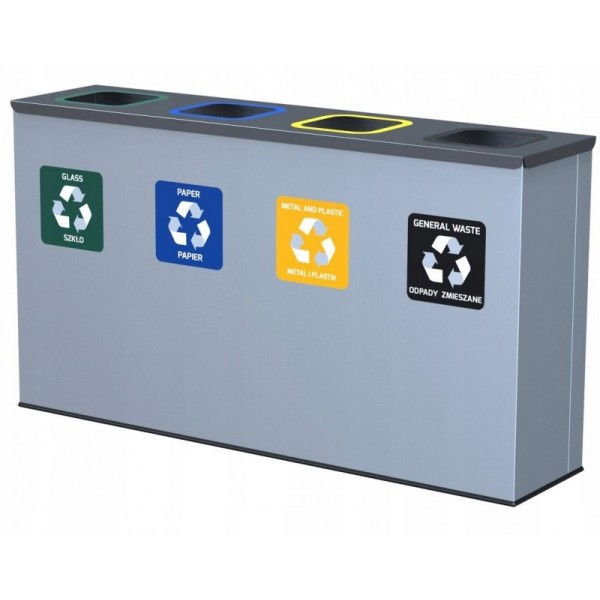 GLASS
SZKŁO
PAPER
PAPIER
METAL AND PLASTIC
METAL I PLASTIK
GENERAL WASTE
ODPADY ZMIESZANE